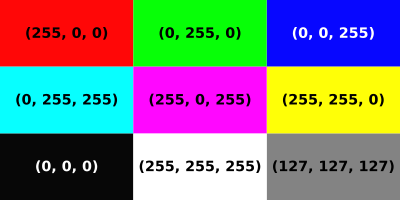 (255, 0, 0)
(0, 255, 0)
(0, 0, 255)
(0, 255, 255)
(255, 0, 255)
(255, 255, 0)
(0, 0, 0)
(255, 255, 255)
(127, 127, 127)